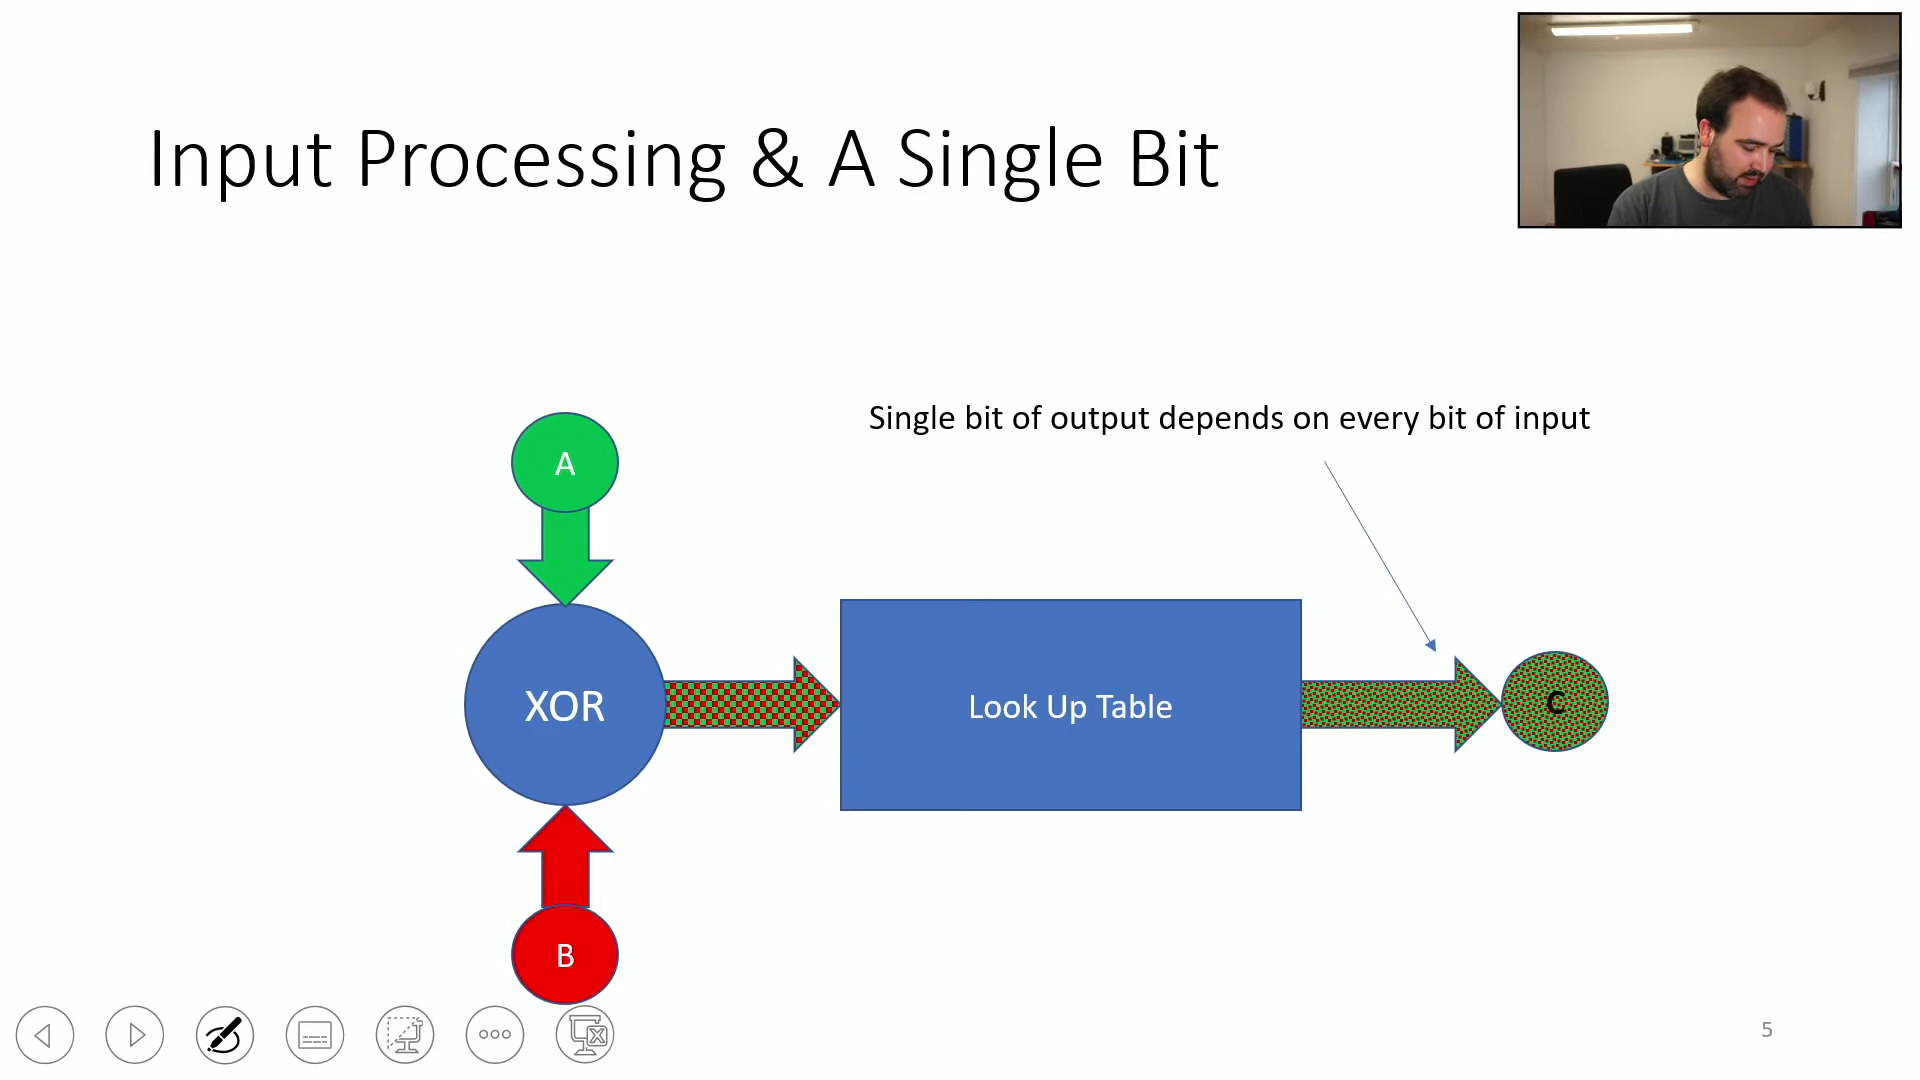 Input Processing & A Single Bit
Single bit of output depends on every bit of input
A
XOR
Look Up Table
C
B
5